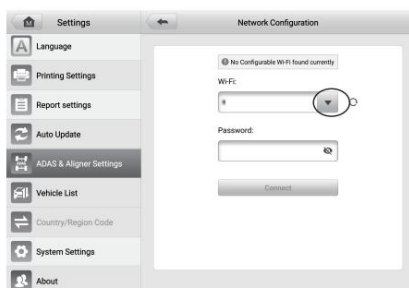 Settings
Network Configuration
Language
Printing Settings
Report settings
Auto Update
ADAS & Aligner Settings
Vehicle List
Country/Region Code
System Settings
About
No Configurable Wi-Fi found currently
Wi-Fi:
Password:
Connect